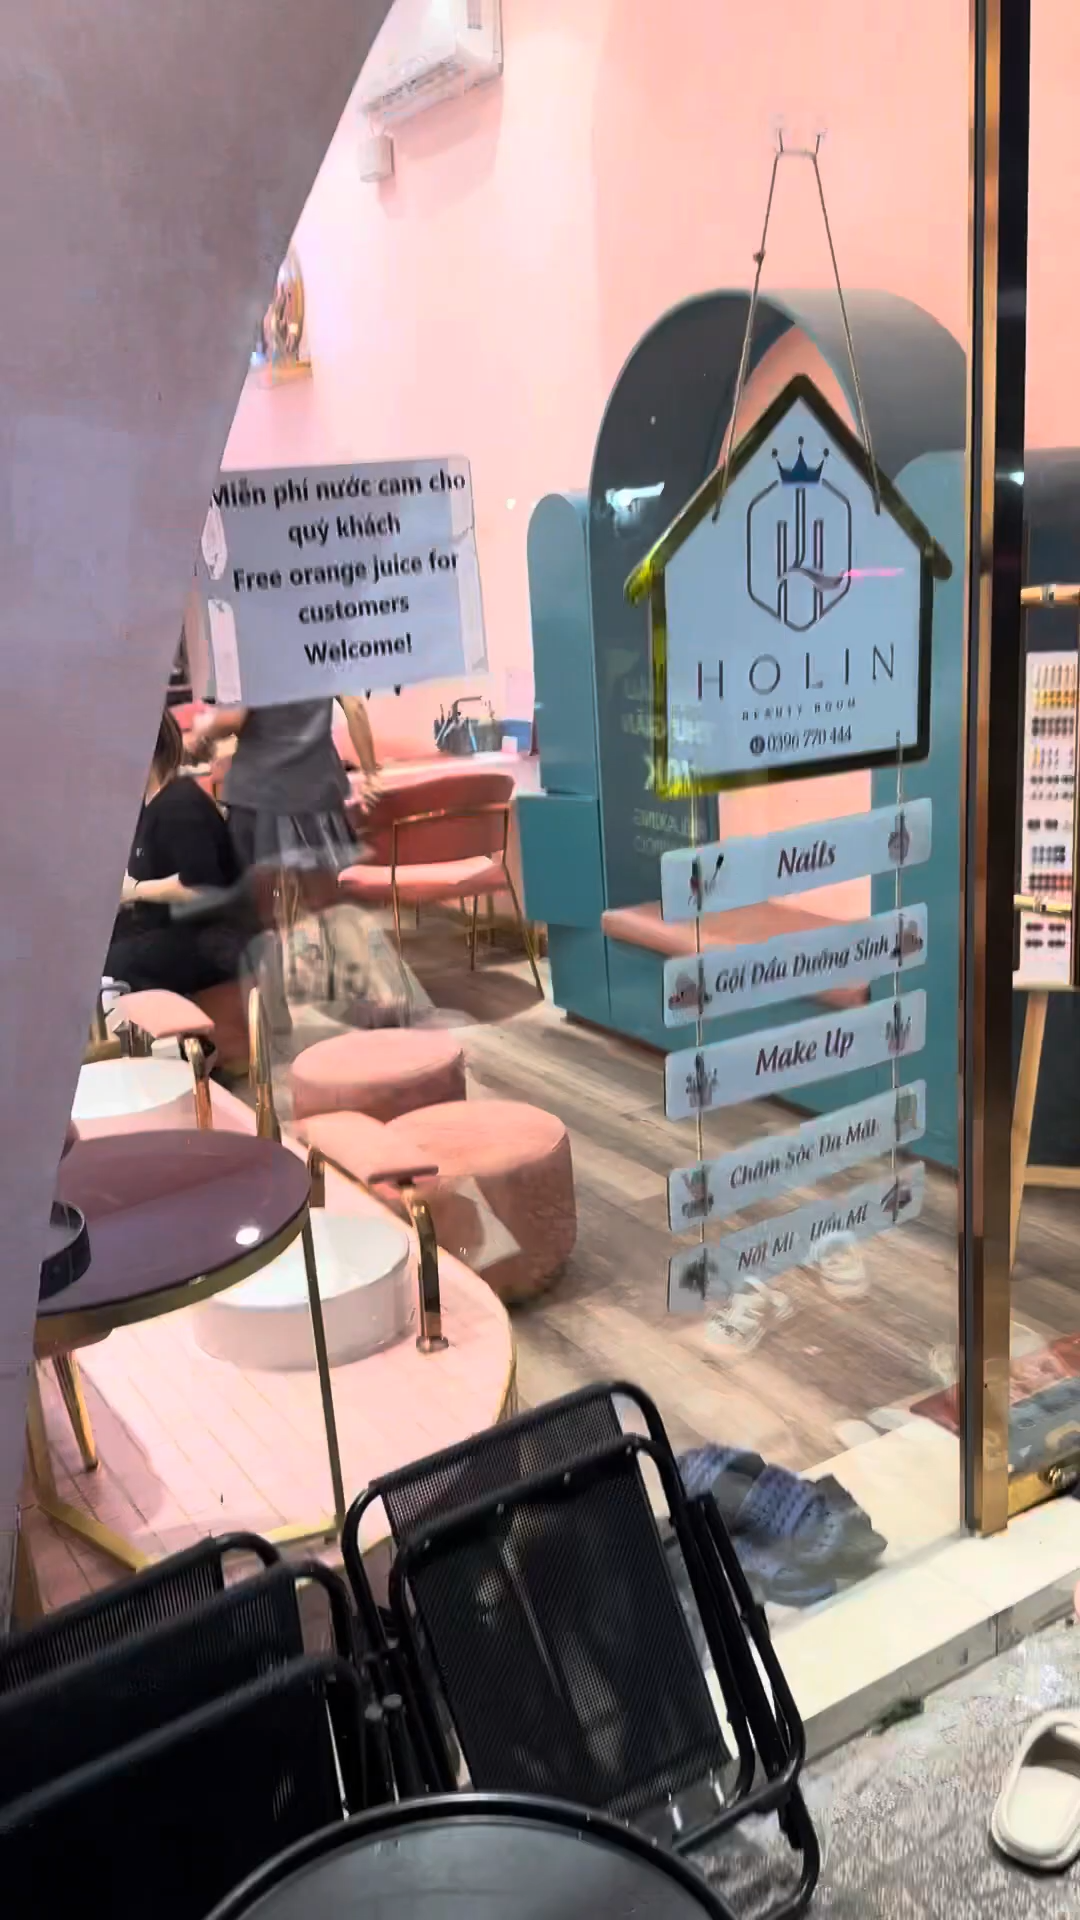 Miễn phí nước cam cho
quý khách
Free orange juice for
customers
Welcome!
HOLIN
BEAUTY ROOM
0396 770 444
Nails
Gội Đầu Dưỡng Sinh
Make Up
Chăm Sóc Da Mặt
Nối Mi - Uốn Mi